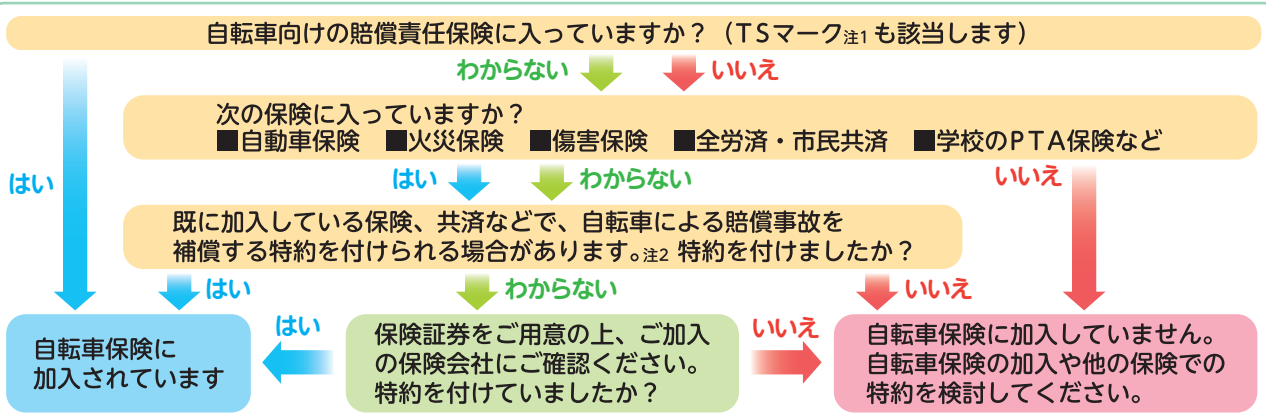 自転車向けの賠償責任保険に入っていますか？（TSマーク注1も該当します）
わからない
いいえ
次の保険に入っていますか？
■自動車保険 ■火災保険 ■傷害保険 ■全労済・市民共済 ■学校のPTA保険など
はい
はい
わからない
いいえ
既に加入している保険、共済などで、自転車による賠償事故を
補償する特約を付けられる場合があります。注2 特約を付けましたか？
はい
わからない
いいえ
自転車保険に
加入されています
はい
保険証券をご用意の上、ご加入
の保険会社にご確認ください。
特約を付けていましたか？
いいえ
自転車保険に加入していません。
自転車保険の加入や他の保険での
特約を検討してください。